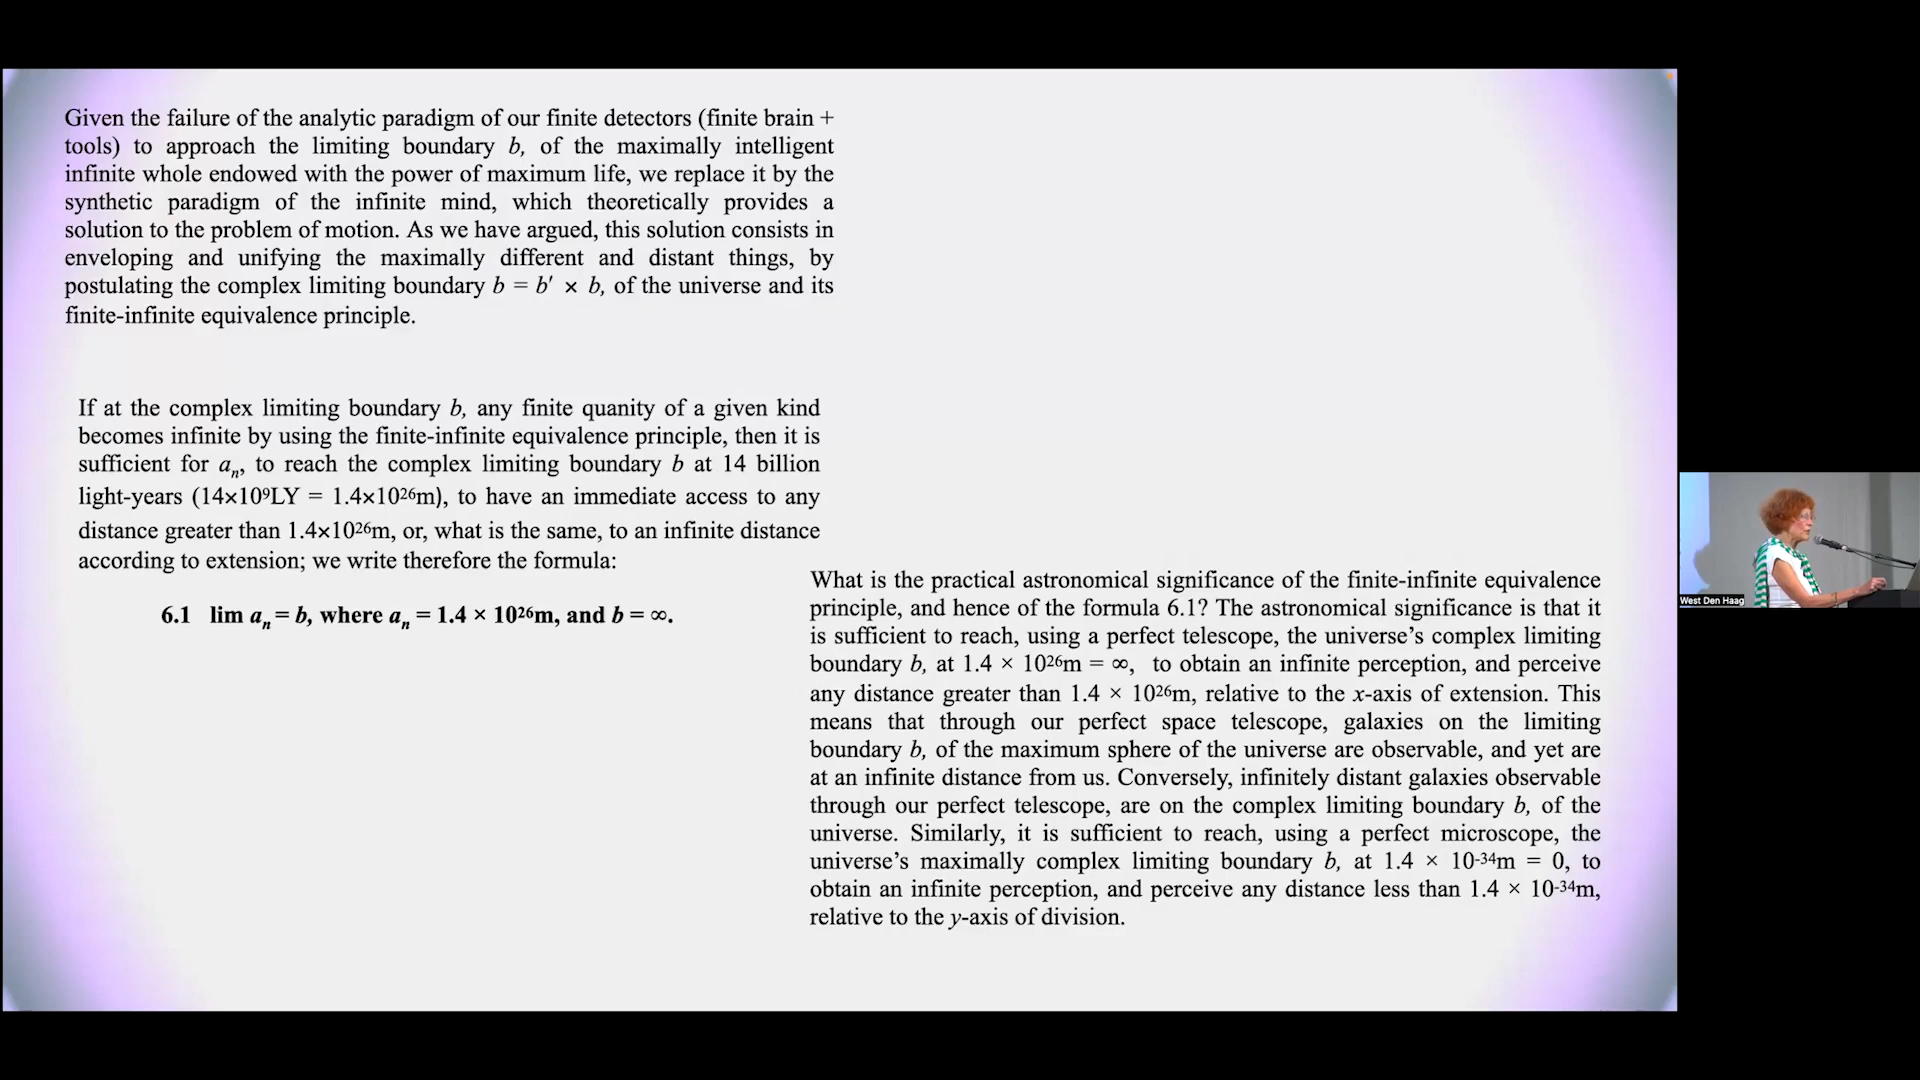 Given the failure of the analytic paradigm of our finite detectors (finite brain +
tools) to approach the limiting boundary b, of the maximally intelligent
infinite whole endowed with the power of maximum life, we replace it by the
synthetic paradigm of the infinite mind, which theoretically provides a
solution to the problem of motion. As we have argued, this solution consists in
enveloping and unifying the maximally different and distant things, by
postulating the complex limiting boundary b = b′ × b, of the universe and its
finite-infinite equivalence principle.
If at the complex limiting boundary b, any finite quanity of a given kind
becomes infinite by using the finite-infinite equivalence principle, then it is
sufficient for aₙ, to reach the complex limiting boundary b at 14 billion
light-years (14×10⁹LY = 1.4×10²⁶m), to have an immediate access to any
distance greater than 1.4×10²⁶m, or, what is the same, to an infinite distance
according to extension; we write therefore the formula:
6.1 lim aₙ = b, where aₙ = 1.4 × 10²⁶m, and b = ∞.
What is the practical astronomical significance of the finite-infinite equivalence
principle, and hence of the formula 6.1? The astronomical significance is that it
is sufficient to reach, using a perfect telescope, the universe’s complex limiting
boundary b, at 1.4 × 10²⁶m = ∞, to obtain an infinite perception, and perceive
any distance greater than 1.4 × 10²⁶m, relative to the x-axis of extension. This
means that through our perfect space telescope, galaxies on the limiting
boundary b, of the maximum sphere of the universe are observable, and yet are
at an infinite distance from us. Conversely, infinitely distant galaxies observable
through our perfect telescope, are on the complex limiting boundary b, of the
universe. Similarly, it is sufficient to reach, using a perfect microscope, the
universe’s maximally complex limiting boundary b, at 1.4 × 10⁻³⁴m = 0, to
obtain an infinite perception, and perceive any distance less than 1.4 × 10⁻³⁴m,
relative to the y-axis of division.
West Den Haag